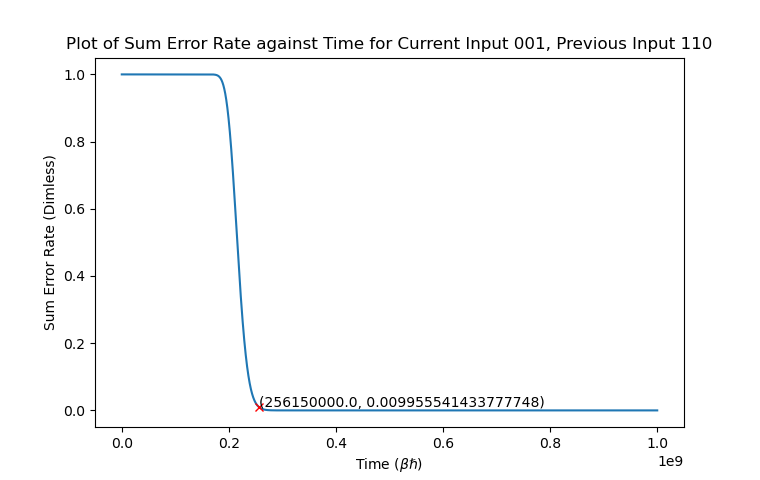 Plot of Sum Error Rate against Time for Current Input 001, Previous Input 110
Sum Error Rate (Dimless)
1.0
0.8
0.6
0.4
0.2
0.0
(256150000.0, 0.009955541433777748)
0.0 0.2 0.4 0.6 0.8 1.0
1e9
Time (βℏ)